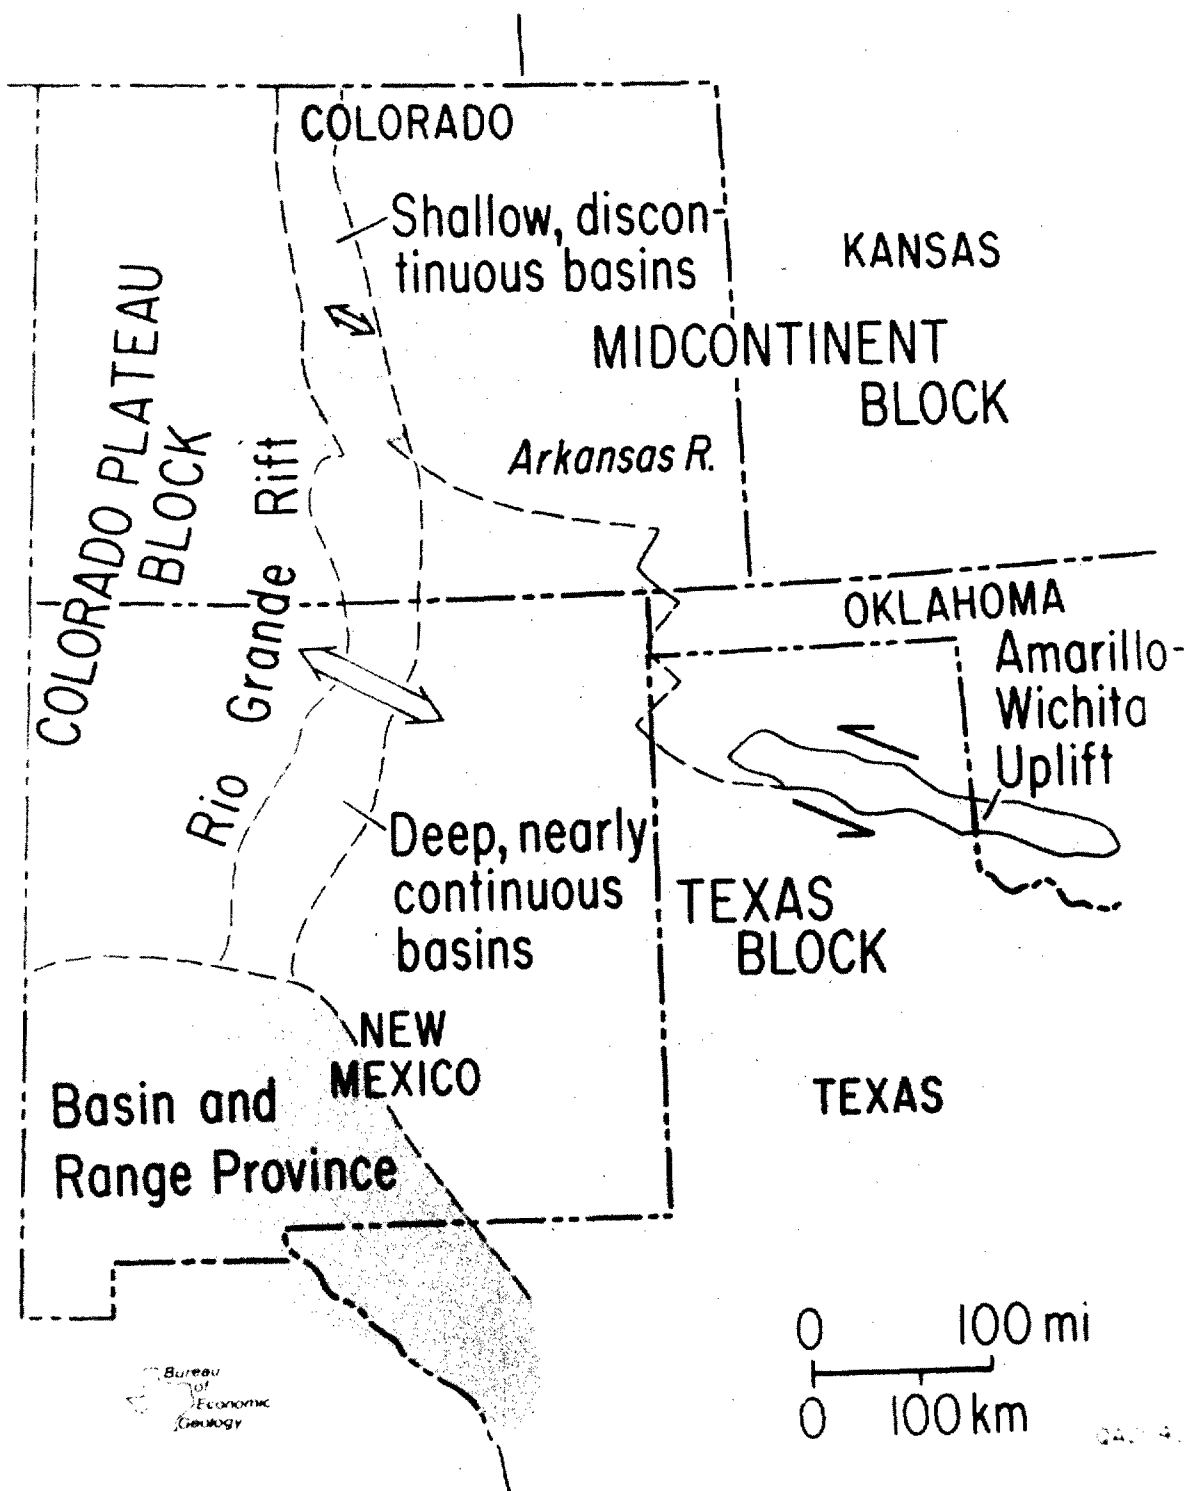 COLORADO
Shallow, discon-
tinuous basins
KANSAS
MIDCONTINENT
BLOCK
COLORADO PLATEAU
BLOCK
Arkansas R.
Rio Grande Rift
OKLAHOMA
Amarillo-
Wichita
Uplift
Deep, nearly
continuous
basins
TEXAS
BLOCK
NEW
MEXICO
Basin and
Range Province
TEXAS
0 100 mi
0 100 km
Bureau
of
Economic
Geology